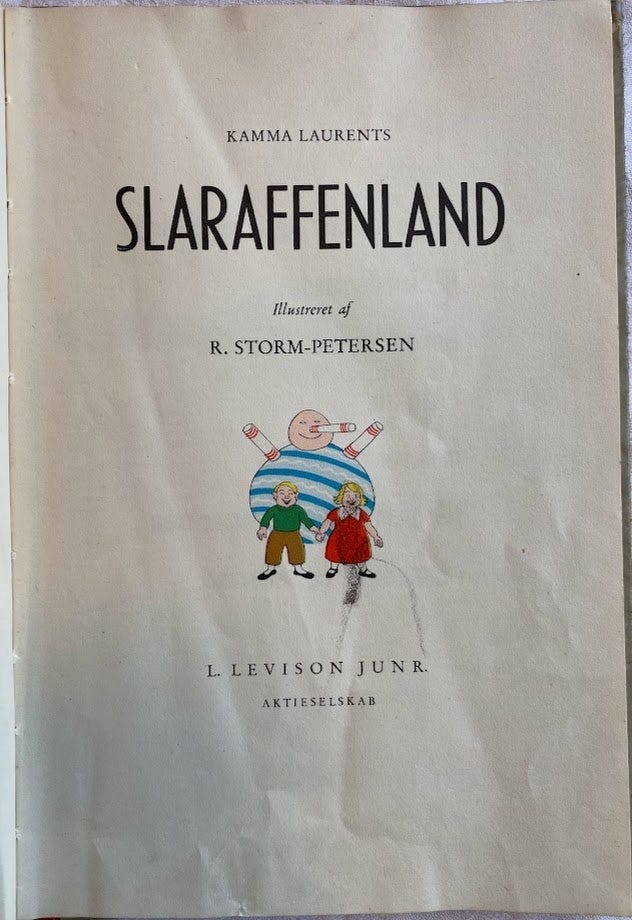 KAMMA LAURENTS
SLARAFFENLAND
Illustreret af
R. STORM-PETERSEN
L. LEVISON JUNR.
AKTIESELSKAB